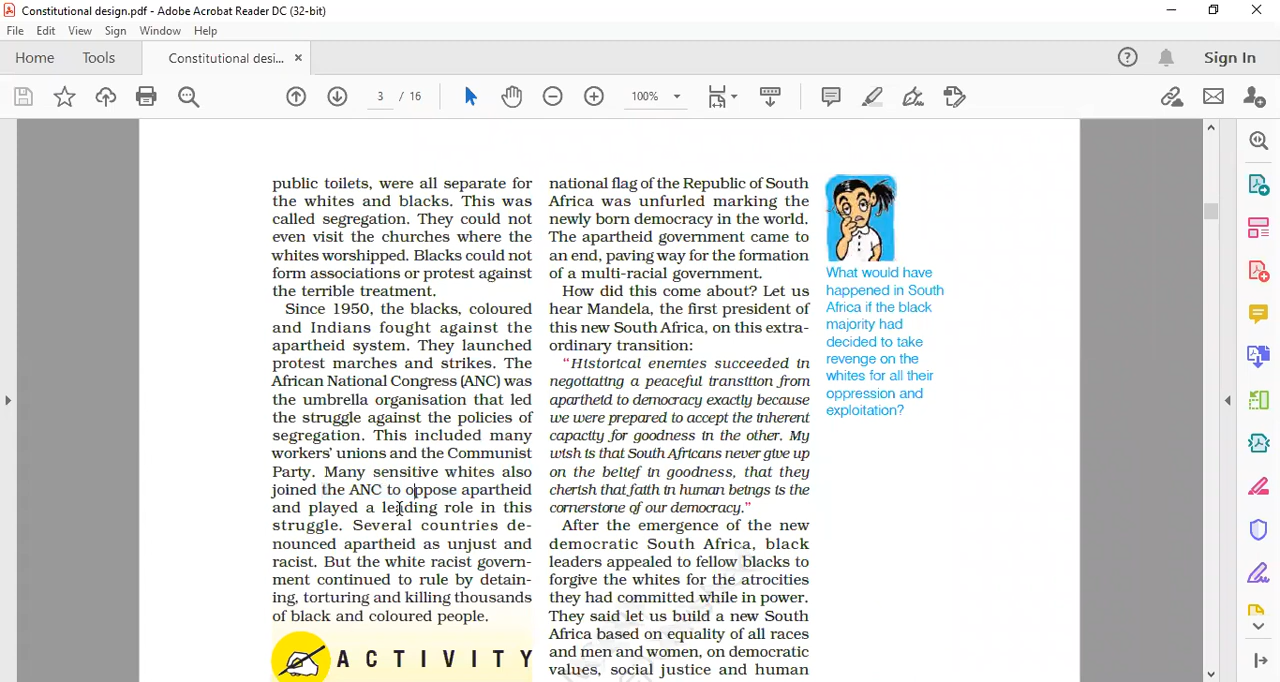 Constitutional design.pdf - Adobe Acrobat Reader DC (32-bit)
File Edit View Sign Window Help
Home Tools Constitutional desi... × Sign In
3 / 16 100%
public toilets, were all separate for
the whites and blacks. This was
called segregation. They could not
even visit the churches where the
whites worshipped. Blacks could not
form associations or protest against
the terrible treatment.
Since 1950, the blacks, coloured
and Indians fought against the
apartheid system. They launched
protest marches and strikes. The
African National Congress (ANC) was
the umbrella organisation that led
the struggle against the policies of
segregation. This included many
workers' unions and the Communist
Party. Many sensitive whites also
joined the ANC to oppose apartheid
and played a leading role in this
struggle. Several countries de-
nounced apartheid as unjust and
racist. But the white racist govern-
ment continued to rule by detain-
ing, torturing and killing thousands
of black and coloured people.
ACTIVITY
national flag of the Republic of South
Africa was unfurled marking the
newly born democracy in the world.
The apartheid government came to
an end, paving way for the formation
of a multi-racial government.
How did this come about? Let us
hear Mandela, the first president of
this new South Africa, on this extra-
ordinary transition:
“Historical enemies succeeded in
negotiating a peaceful transition from
apartheid to democracy exactly because
we were prepared to accept the inherent
capacity for goodness in the other. My
wish is that South Africans never give up
on the belief in goodness, that they
cherish that faith in human beings is the
cornerstone of our democracy.”
After the emergence of the new
democratic South Africa, black
leaders appealed to fellow blacks to
forgive the whites for the atrocities
they had committed while in power.
They said let us build a new South
Africa based on equality of all races
and men and women, on democratic
values, social justice and human
What would have
happened in South
Africa if the black
majority had
decided to take
revenge on the
whites for all their
oppression and
exploitation?